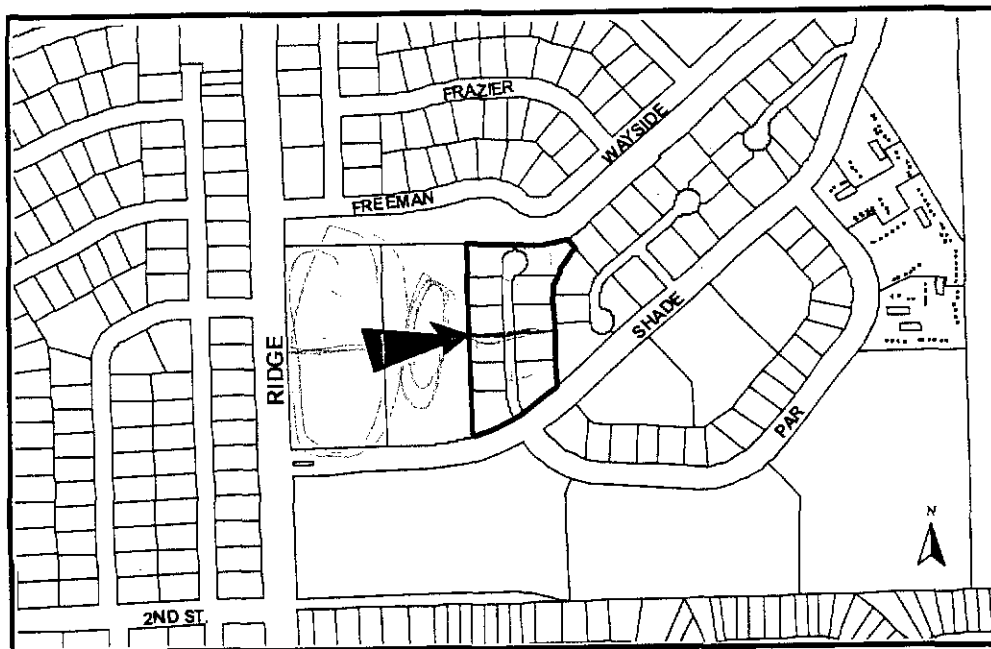 FRAZIER
WAYSIDE
FREEMAN
SHADE
RIDGE
PAR
N
2ND ST.